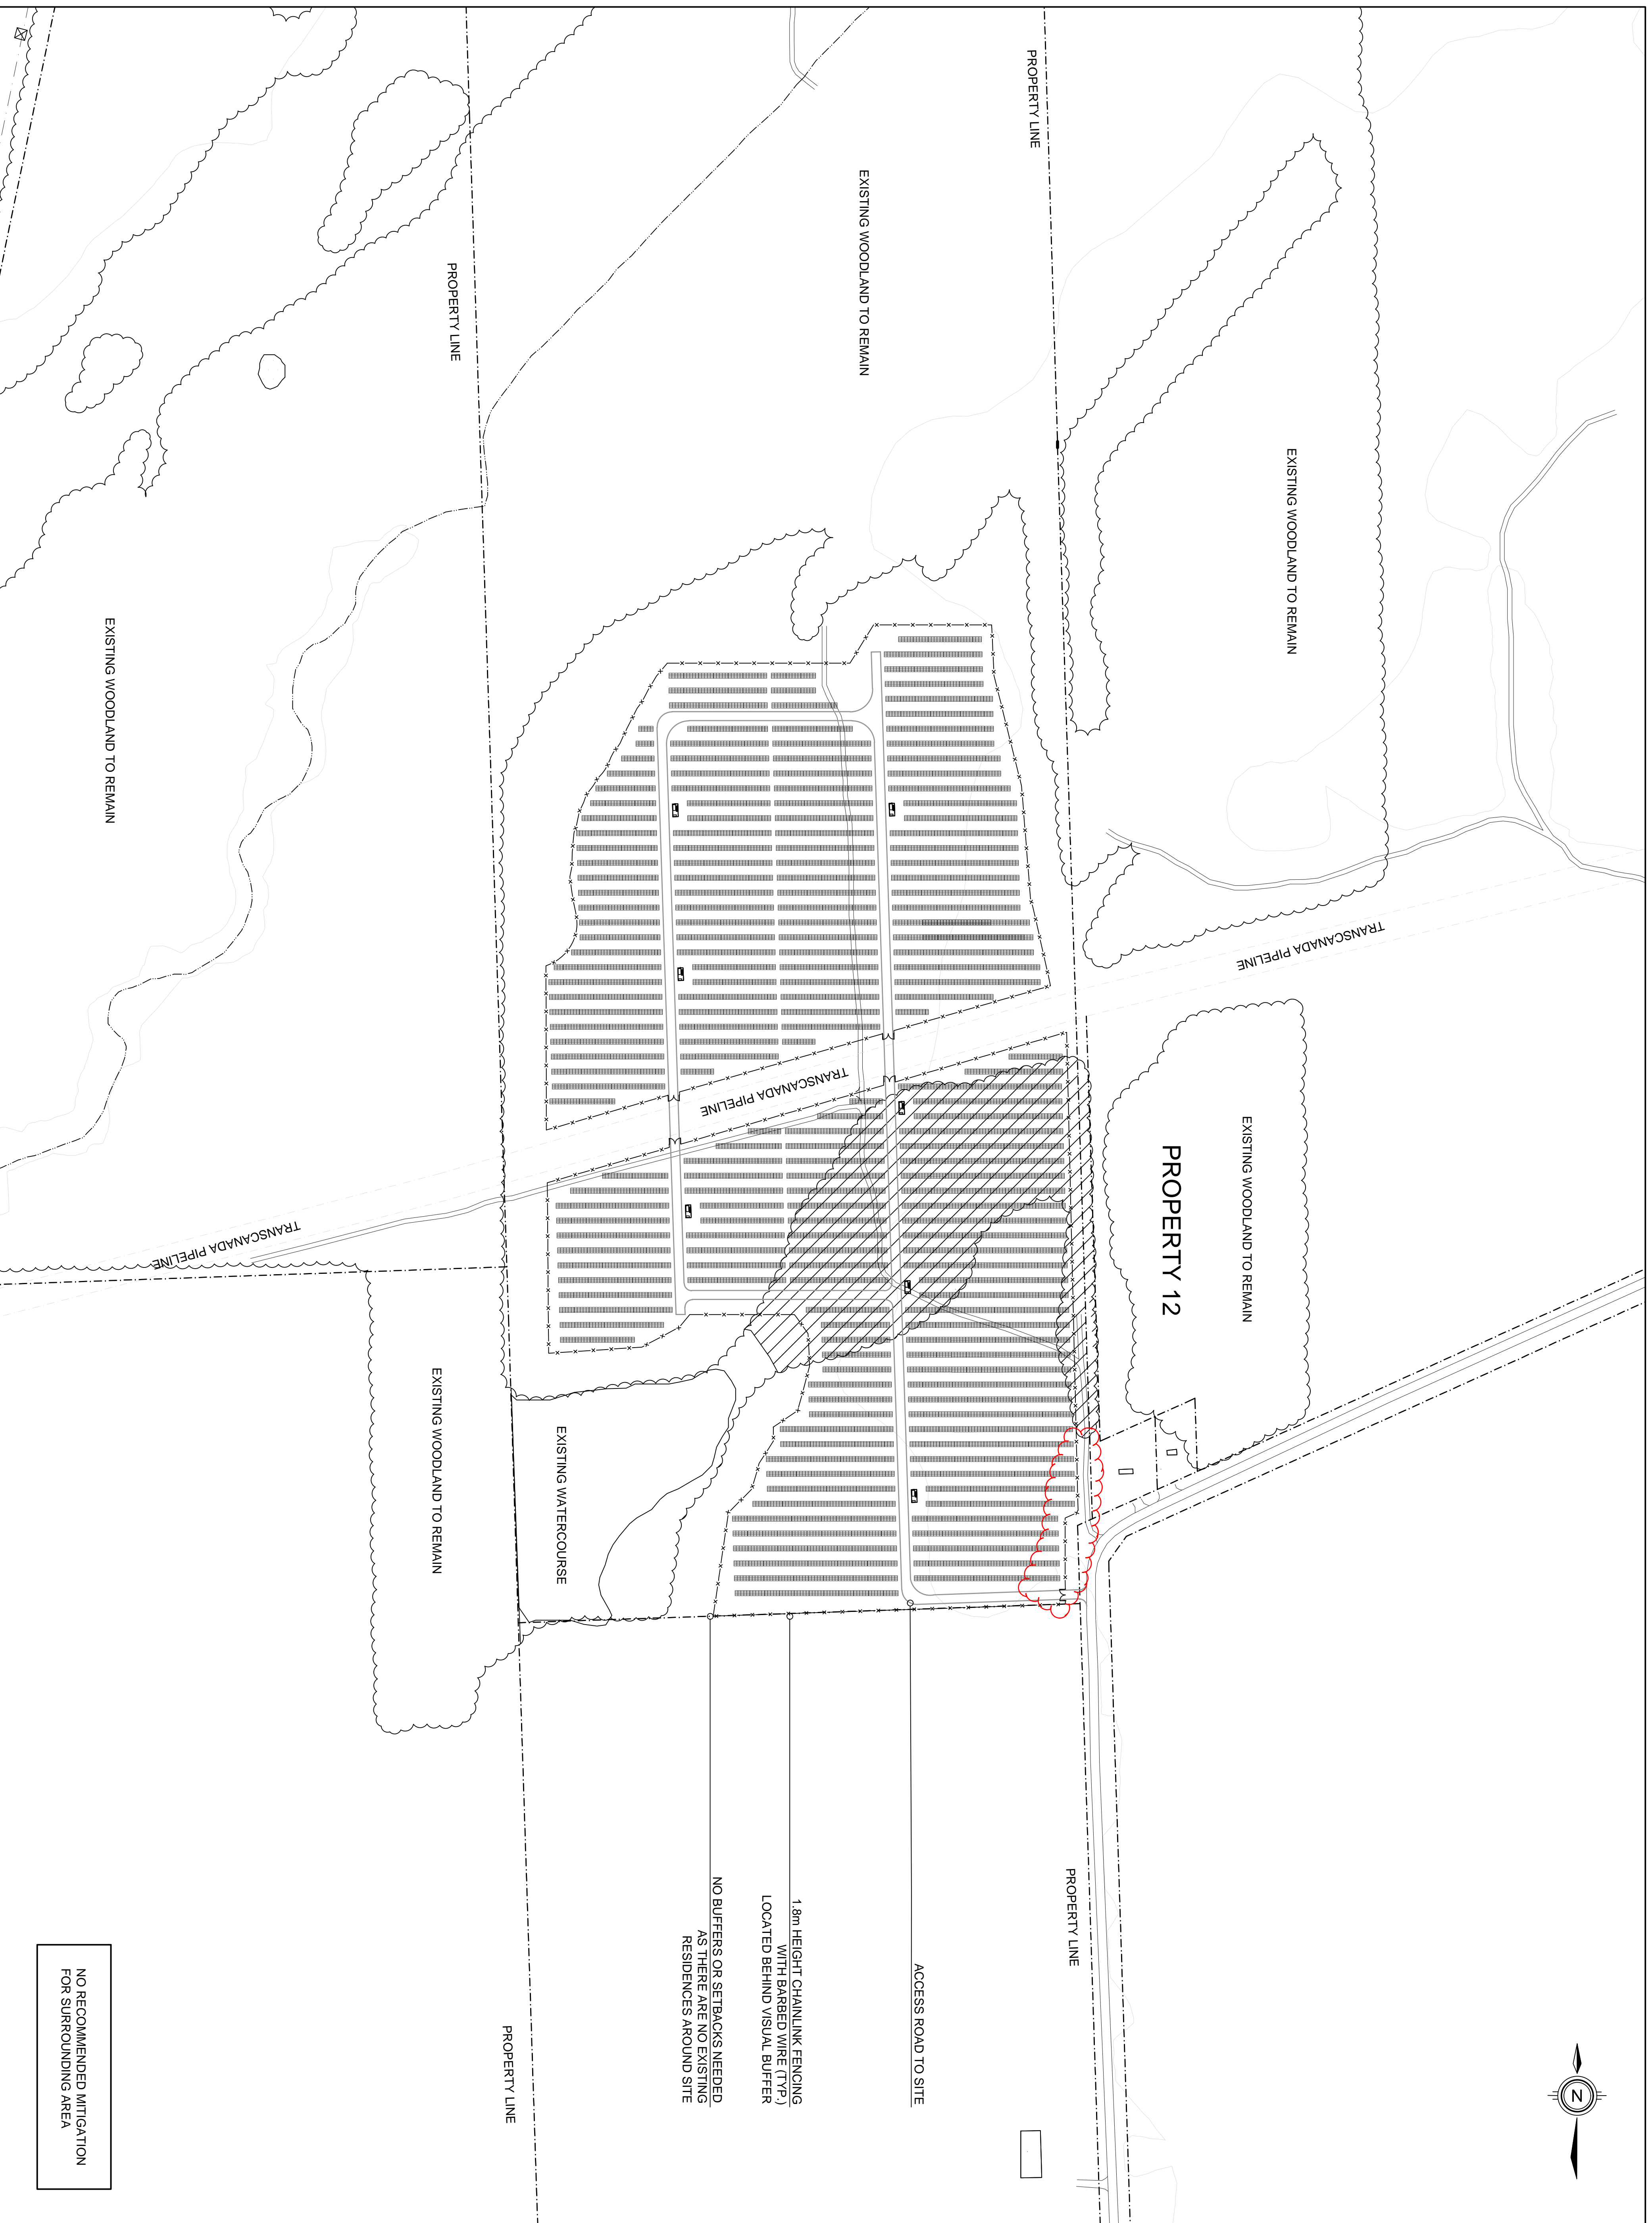 PROPERTY LINE
EXISTING WOODLAND TO REMAIN
PROPERTY LINE
EXISTING WOODLAND TO REMAIN
EXISTING WOODLAND TO REMAIN
TRANSCANADA PIPELINE
TRANSCANADA PIPELINE
TRANSCANADA PIPELINE
PROPERTY 12
EXISTING WOODLAND TO REMAIN
EXISTING WOODLAND TO REMAIN
EXISTING WATERCOURSE
PROPERTY LINE
ACCESS ROAD TO SITE
1.8m HEIGHT CHAINLINK FENCING
WITH BARBED WIRE (TYP.)
LOCATED BEHIND VISUAL BUFFER
NO BUFFERS OR SETBACKS NEEDED
AS THERE ARE NO EXISTING
RESIDENCES AROUND SITE
PROPERTY LINE
NO RECOMMENDED MITIGATION
FOR SURROUNDING AREA
N